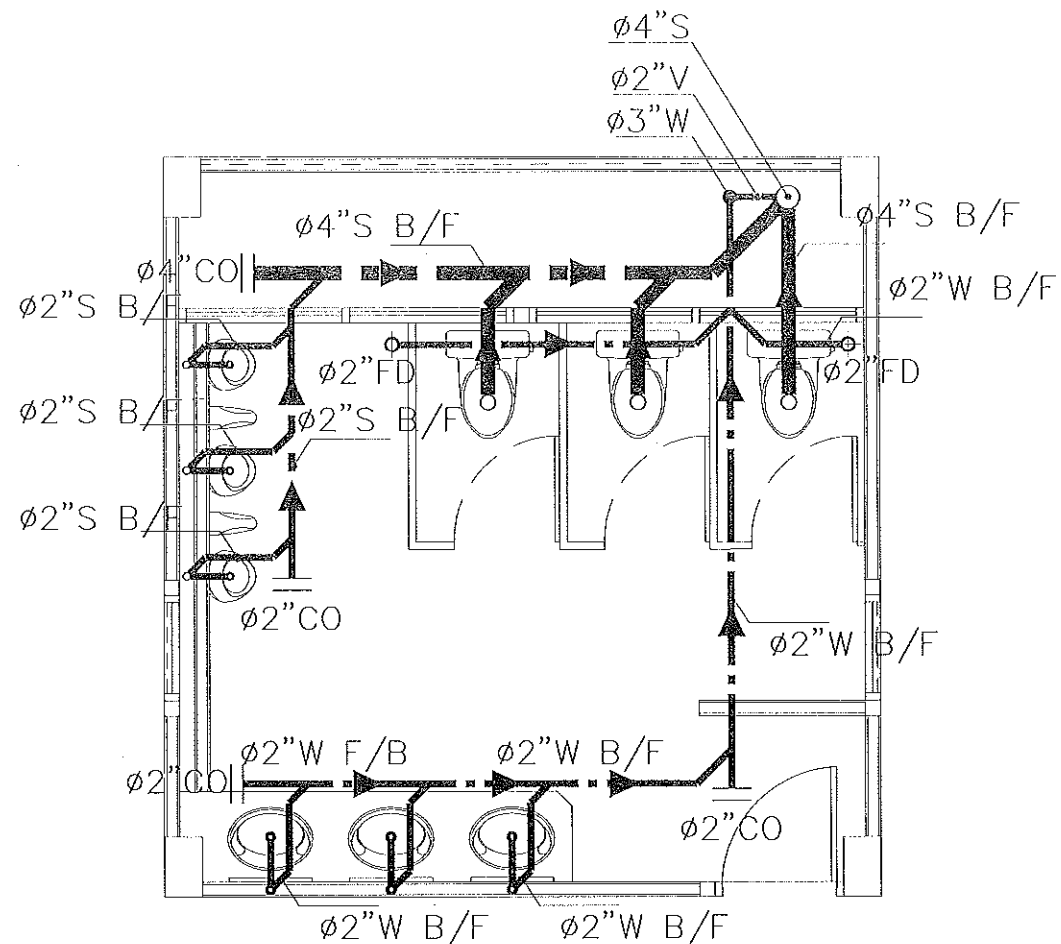 ø4"S
ø2"V
ø3"W
ø4"S B/F
ø4"S B/F
ø4"CO
ø2"W B/F
ø2"S B/F
ø2"FD
ø2"FD
ø2"S B/F
ø2"S B/F
ø2"S B/F
ø2"CO
ø2"W B/F
ø2"W F/B
ø2"W B/F
ø2"CO
ø2"CO
ø2"W B/F
ø2"W B/F